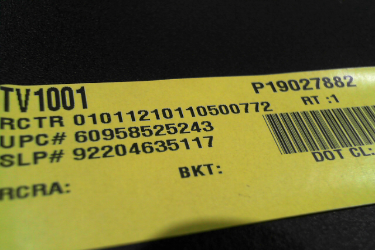 TV1001 P19027882
RCTR 01011210110500772 RT :1
UPC# 60958525243
SLP# 92204635117
BKT: DOT CL:
RCRA: